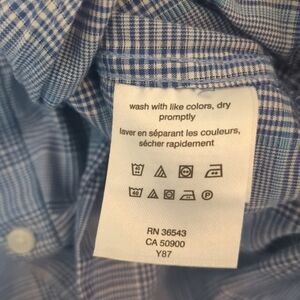 wash with like colors, dry
promptly
laver en séparant les couleurs,
sécher rapidement
RN 36543
CA 50900
Y87